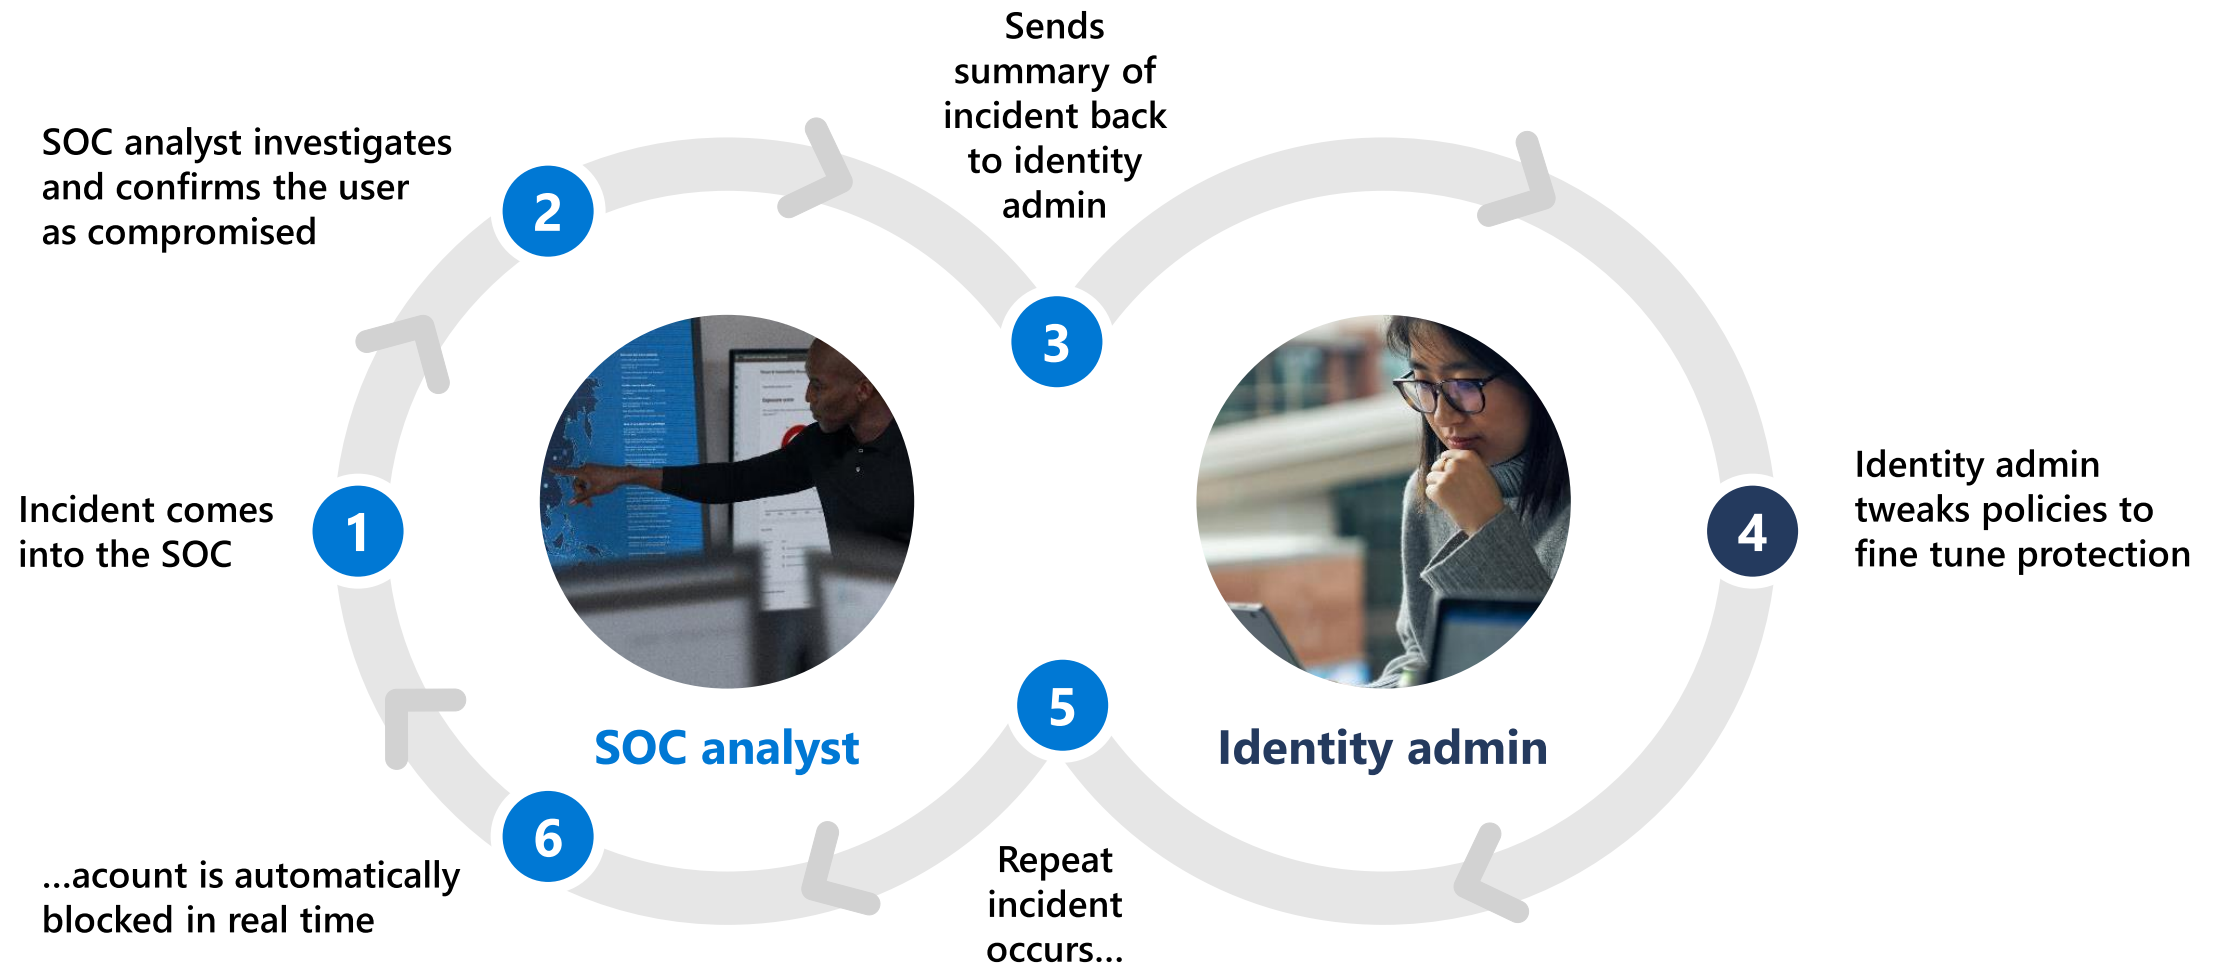 Sends
summary of
incident back
to identity
admin
SOC analyst investigates
and confirms the user
as compromised
2
3
Incident comes
into the SOC
1
4
Identity admin
tweaks policies to
fine tune protection
SOC analyst
Identity admin
5
6
Repeat
incident
occurs...
...acount is automatically
blocked in real time